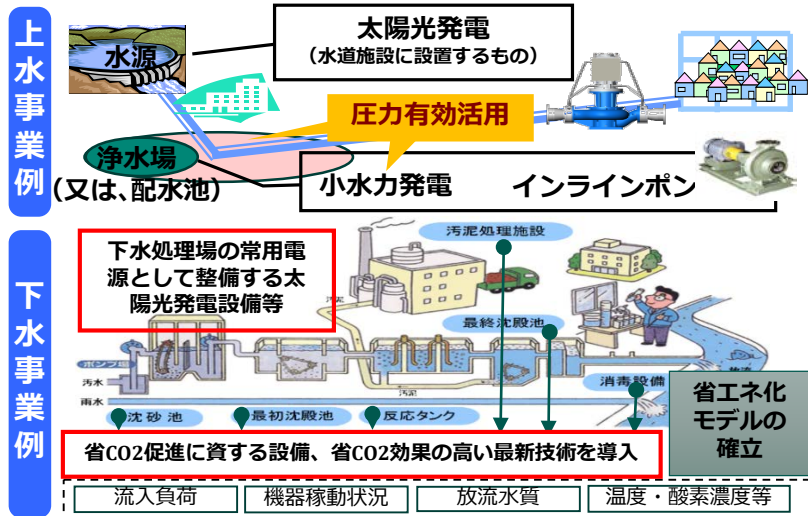 上水事業例
水源
太陽光発電
（水道施設に設置するもの）
圧力有効活用
浄水場
（又は、配水池）
小水力発電
インラインポン
下水事業例
下水処理場の常用電
源として整備する太
陽光発電設備等
汚泥処理施設
汚泥
最終沈殿池
ポンプ場
汚水
汚泥
消毒設備
放流
雨水
沈砂池
最初沈殿池
反応タンク
省エネ化
モデルの
確立
省CO2促進に資する設備、省CO2効果の高い最新技術を導入
流入負荷
機器稼動状況
放流水質
温度・酸素濃度等